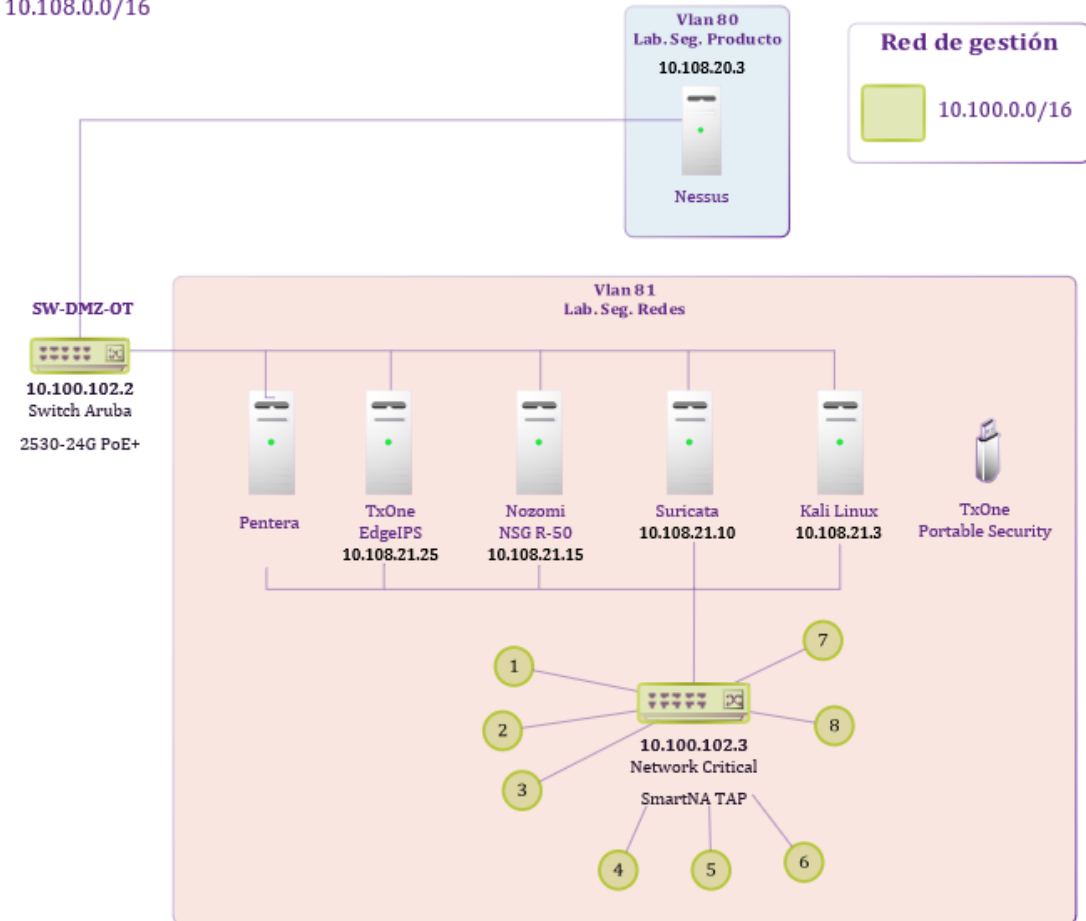 10.108.0.0/16
Vlan 80
Lab. Seg. Producto
10.108.20.3
Nessus
Red de gestión
10.100.0.0/16
SW-DMZ-OT
10.100.102.2
Switch Aruba
2530-24G PoE+
Vlan 81
Lab. Seg. Redes
Pentera
TxOne
EdgeIPS
10.108.21.25
Nozomi
NSG R-50
10.108.21.15
Suricata
10.108.21.10
Kali Linux
10.108.21.3
TxOne
Portable Security
1
2
3
7
8
10.100.102.3
Network Critical
SmartNA TAP
4
5
6